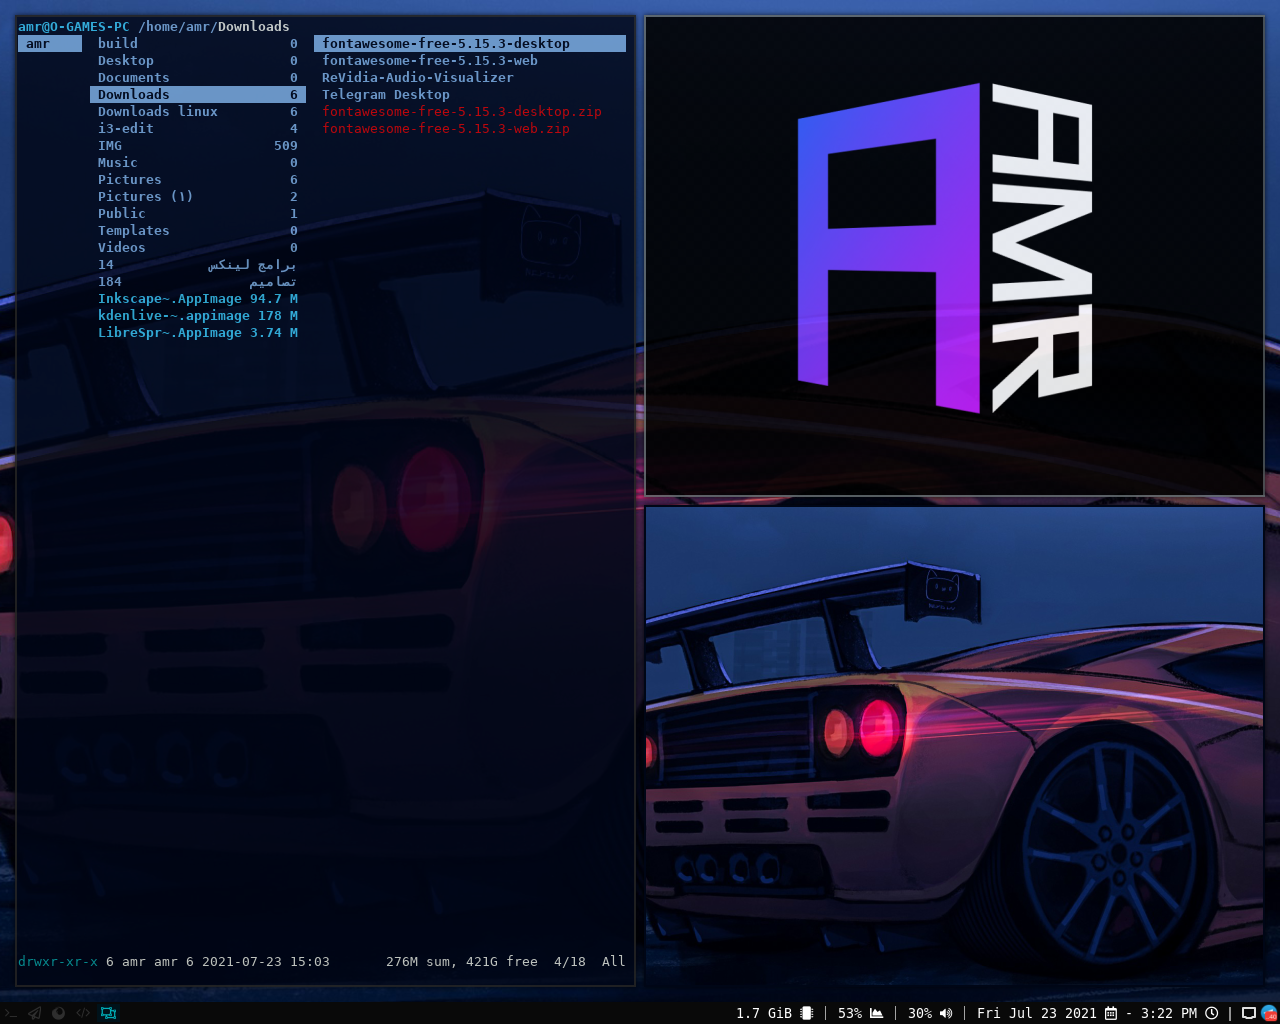 amr@O-GAMES-PC /home/amr/Downloads
amr
build 0
Desktop 0
Documents 0
Downloads 6
Downloads linux 6
i3-edit 4
IMG 509
Music 0
Pictures 6
Pictures (١) 2
Public 1
Templates 0
Videos 0
برامج لينكس 14
تصاميم 184
Inkscape~.AppImage 94.7 M
kdenlive-~.appimage 178 M
LibreSpr~.AppImage 3.74 M
fontawesome-free-5.15.3-desktop
fontawesome-free-5.15.3-web
ReVidia-Audio-Visualizer
Telegram Desktop
fontawesome-free-5.15.3-desktop.zip
fontawesome-free-5.15.3-web.zip
drwxr-xr-x 6 amr amr 6 2021-07-23 15:03 276M sum, 421G free 4/18 All
A
AMR
1.7 GiB | 53% | 30% | Fri Jul 23 2021 - 3:22 PM |